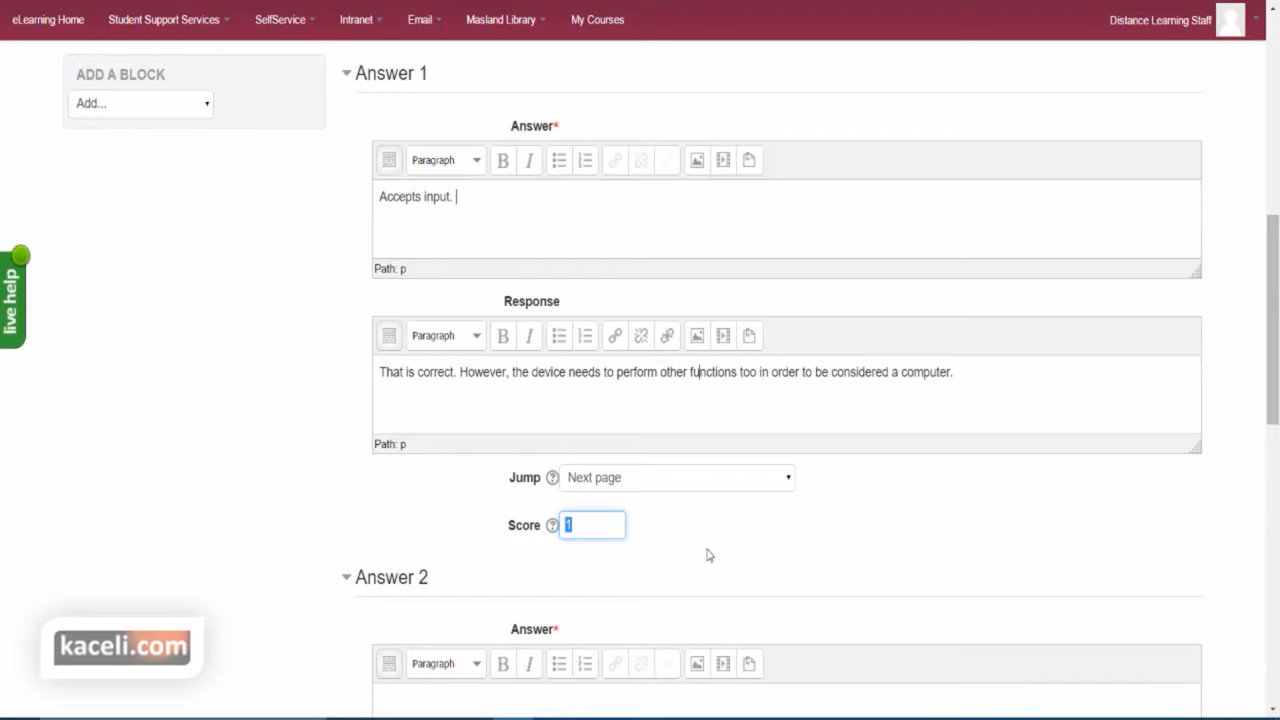 eLearning Home Student Support Services SelfService Intranet Email Masland Library My Courses Distance Learning Staff
ADD A BLOCK
Add...
Answer 1
Answer*
Paragraph B I
Accepts input.
Path: p
Response
Paragraph B I
That is correct. However, the device needs to perform other functions too in order to be considered a computer.
Path: p
Jump ? Next page
Score ? 1
Answer 2
Answer*
Paragraph B I
live help
kaceli.com